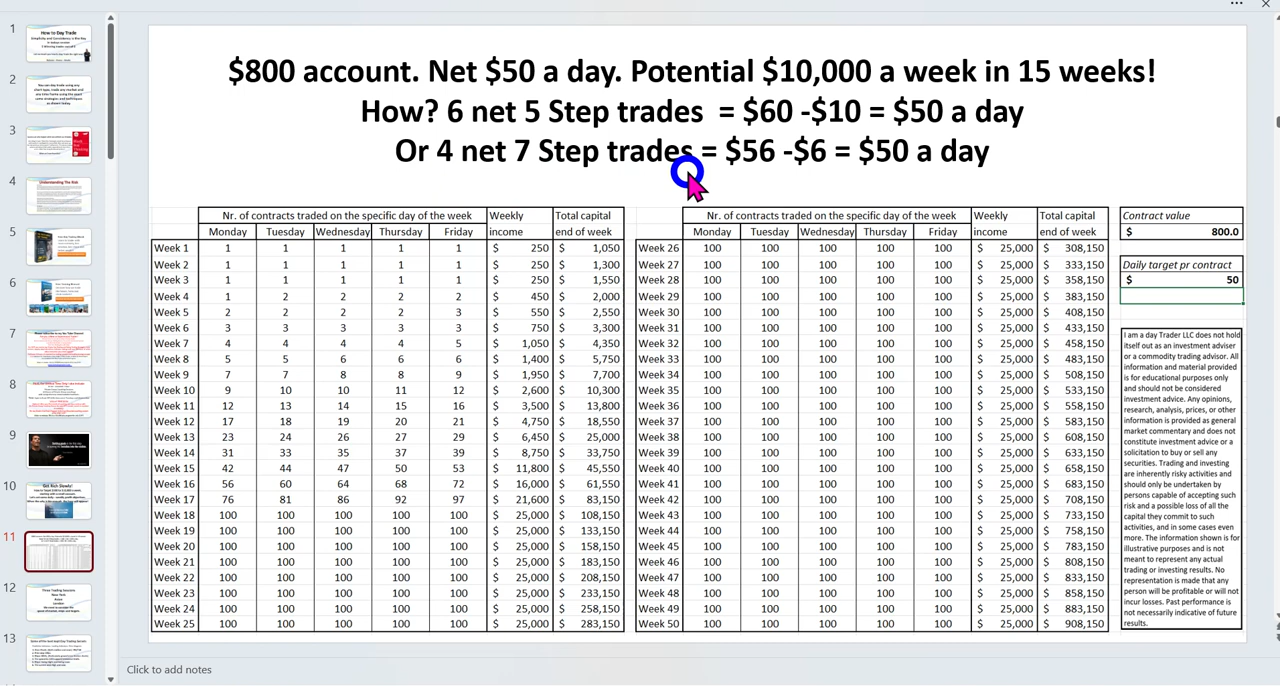 $800 account. Net $50 a day. Potential $10,000 a week in 15 weeks!
How? 6 net 5 Step trades = $60 -$10 = $50 a day
Or 4 net 7 Step trades = $56 -$6 = $50 a day
Nr. of contracts traded on the specific day of the week Weekly Total capital
Monday Tuesday Wednesday Thursday Friday income end of week
Week 1 1 1 1 1 1 $ 250 $ 1,050
Week 2 1 1 1 1 1 $ 250 $ 1,300
Week 3 1 1 1 1 1 $ 250 $ 1,550
Week 4 1 2 2 2 2 $ 450 $ 2,000
Week 5 2 2 2 2 3 $ 550 $ 2,550
Week 6 3 3 3 3 3 $ 750 $ 3,300
Week 7 4 4 4 4 $ 4,350
Week 8 5 5 5 6 6 $ 1,400 $ 5,750
Week 9 7 7 8 8 9 $ 1,950 $ 7,700
Week 10 10 10 11 12 $ 2,600 $ 10,300
Week 11 13 14 15 16 $ 3,500 $ 13,800
Week 12 17 18 19 20 21 $ 4,750 $ 18,550
Week 13 23 24 26 27 29 $ 6,450 $ 25,000
Week 14 31 33 35 37 39 $ 8,750 $ 33,750
Week 15 42 44 47 50 53 $ 11,800 $ 45,550
Week 16 56 60 64 68 72 $ 16,000 $ 61,550
Week 17 81 86 97 $ 21,600 $ 83,150
Week 18 100 100 100 100 100 $ 25,000 $ 108,150
Week 19 100 100 100 100 100 $ 25,000 $ 133,150
Week 20 100 100 100 100 100 $ 25,000 $ 158,150
Week 21 100 100 100 100 100 $ 25,000 $ 183,150
Week 22 100 100 100 100 100 $ 25,000 $ 208,150
Week 23 100 100 100 100 100 $ 25,000 $ 233,150
Week 24 100 100 100 100 100 $ 25,000 $ 258,150
Week 25 100 100 100 100 100 $ 25,000 $ 283,150
Nr. of contracts traded on the specific day of the week Weekly Total capital
Monday Tuesday Wednesday Thursday Friday income end of week
Week 26 100 100 100 100 100 $ 25,000 $ 308,150
Week 27 100 100 100 100 100 $ 25,000 $ 333,150
Week 28 100 100 100 100 100 $ 25,000 $ 358,150
Week 29 100 100 100 100 100 $ 25,000 $ 383,150
Week 30 100 100 100 100 100 $ 25,000 $ 408,150
Week 31 100 100 100 100 100 $ 25,000 $ 433,150
Week 32 100 100 100 100 100 $ 25,000 $ 458,150
Week 33 100 100 100 100 100 $ 25,000 $ 483,150
Week 34 100 100 100 100 100 $ 25,000 $ 508,150
Week 35 100 100 100 100 100 $ 25,000 $ 533,150
Week 36 100 100 100 100 100 $ 25,000 $ 558,150
Week 37 100 100 100 100 100 $ 25,000 $ 583,150
Week 38 100 100 100 100 100 $ 25,000 $ 608,150
Week 39 100 100 100 100 100 $ 25,000 $ 633,150
Week 40 100 100 100 100 100 $ 25,000 $ 658,150
Week 41 100 100 100 100 100 $ 25,000 $ 683,150
Week 42 100 100 100 100 100 $ 25,000 $ 708,150
Week 43 100 100 100 100 100 $ 25,000 $ 733,150
Week 44 100 100 100 100 100 $ 25,000 $ 758,150
Week 45 100 100 100 100 100 $ 25,000 $ 783,150
Week 46 100 100 100 100 100 $ 25,000 $ 808,150
Week 47 100 100 100 100 100 $ 25,000 $ 833,150
Week 48 100 100 100 100 100 $ 25,000 $ 858,150
Week 49 100 100 100 100 100 $ 25,000 $ 883,150
Week 50 100 100 100 100 100 $ 25,000 $ 908,150
Contract value
$ 800.0
Daily target pr contract
$ 50
I am a day Trader LLC does not hold
itself out as an investment adviser
or a commodity trading advisor. All
information and material provided
is for educational purposes only
and should not be considered
investment advice. Any opinions,
research, analysis, prices, or other
information is provided as general
market commentary and does not
constitute investment advice or a
solicitation to buy or sell any
securities. Trading and investing
are inherently risky activities and
should only be undertaken by
persons capable of accepting such
risk and a possible loss of all the
capital they commit to such
activities, and in some cases even
more. The information shown is for
illustrative purposes and is not
meant to represent any actual
trading or investing results. No
representation is made that any
person will be profitable or will not
incur losses. Past performance is
not necessarily indicative of future
results.
1
How to Day Trade
2
3
4
Understanding The Risk
5
6
7
8
9
10
Get Rich Slowly!
11
12
Three Trading Sessions
13
Click to add notes